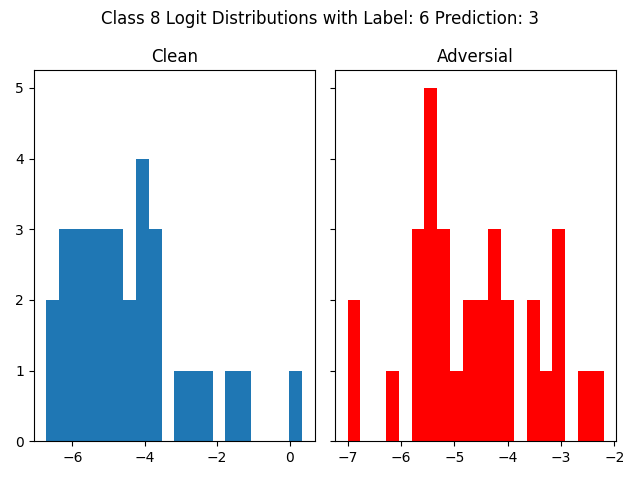 Class 8 Logit Distributions with Label: 6 Prediction: 3
Clean
Adversial
5
4
3
2
1
0
−6 −4 −2 0
−7 −6 −5 −4 −3 −2